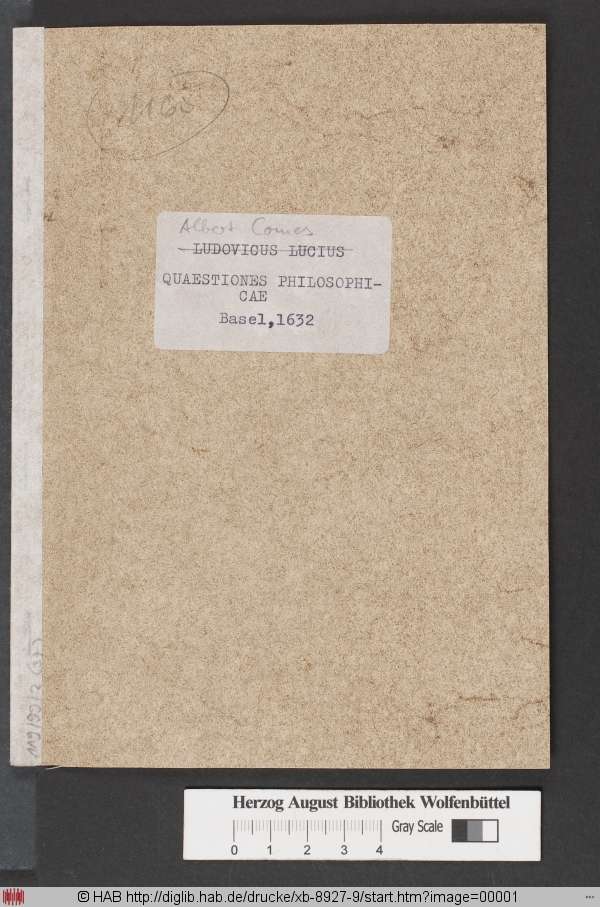 1166
Albert Comes
LUDOVICUS LUCIUS
QUAESTIONES PHILOSOPHI-
CAE
Basel,1632
Herzog August Bibliothek Wolfenbüttel
Gray Scale
0 1 2 3 4
© HAB http://diglib.hab.de/drucke/xb-8927-9/start.htm?image=00001